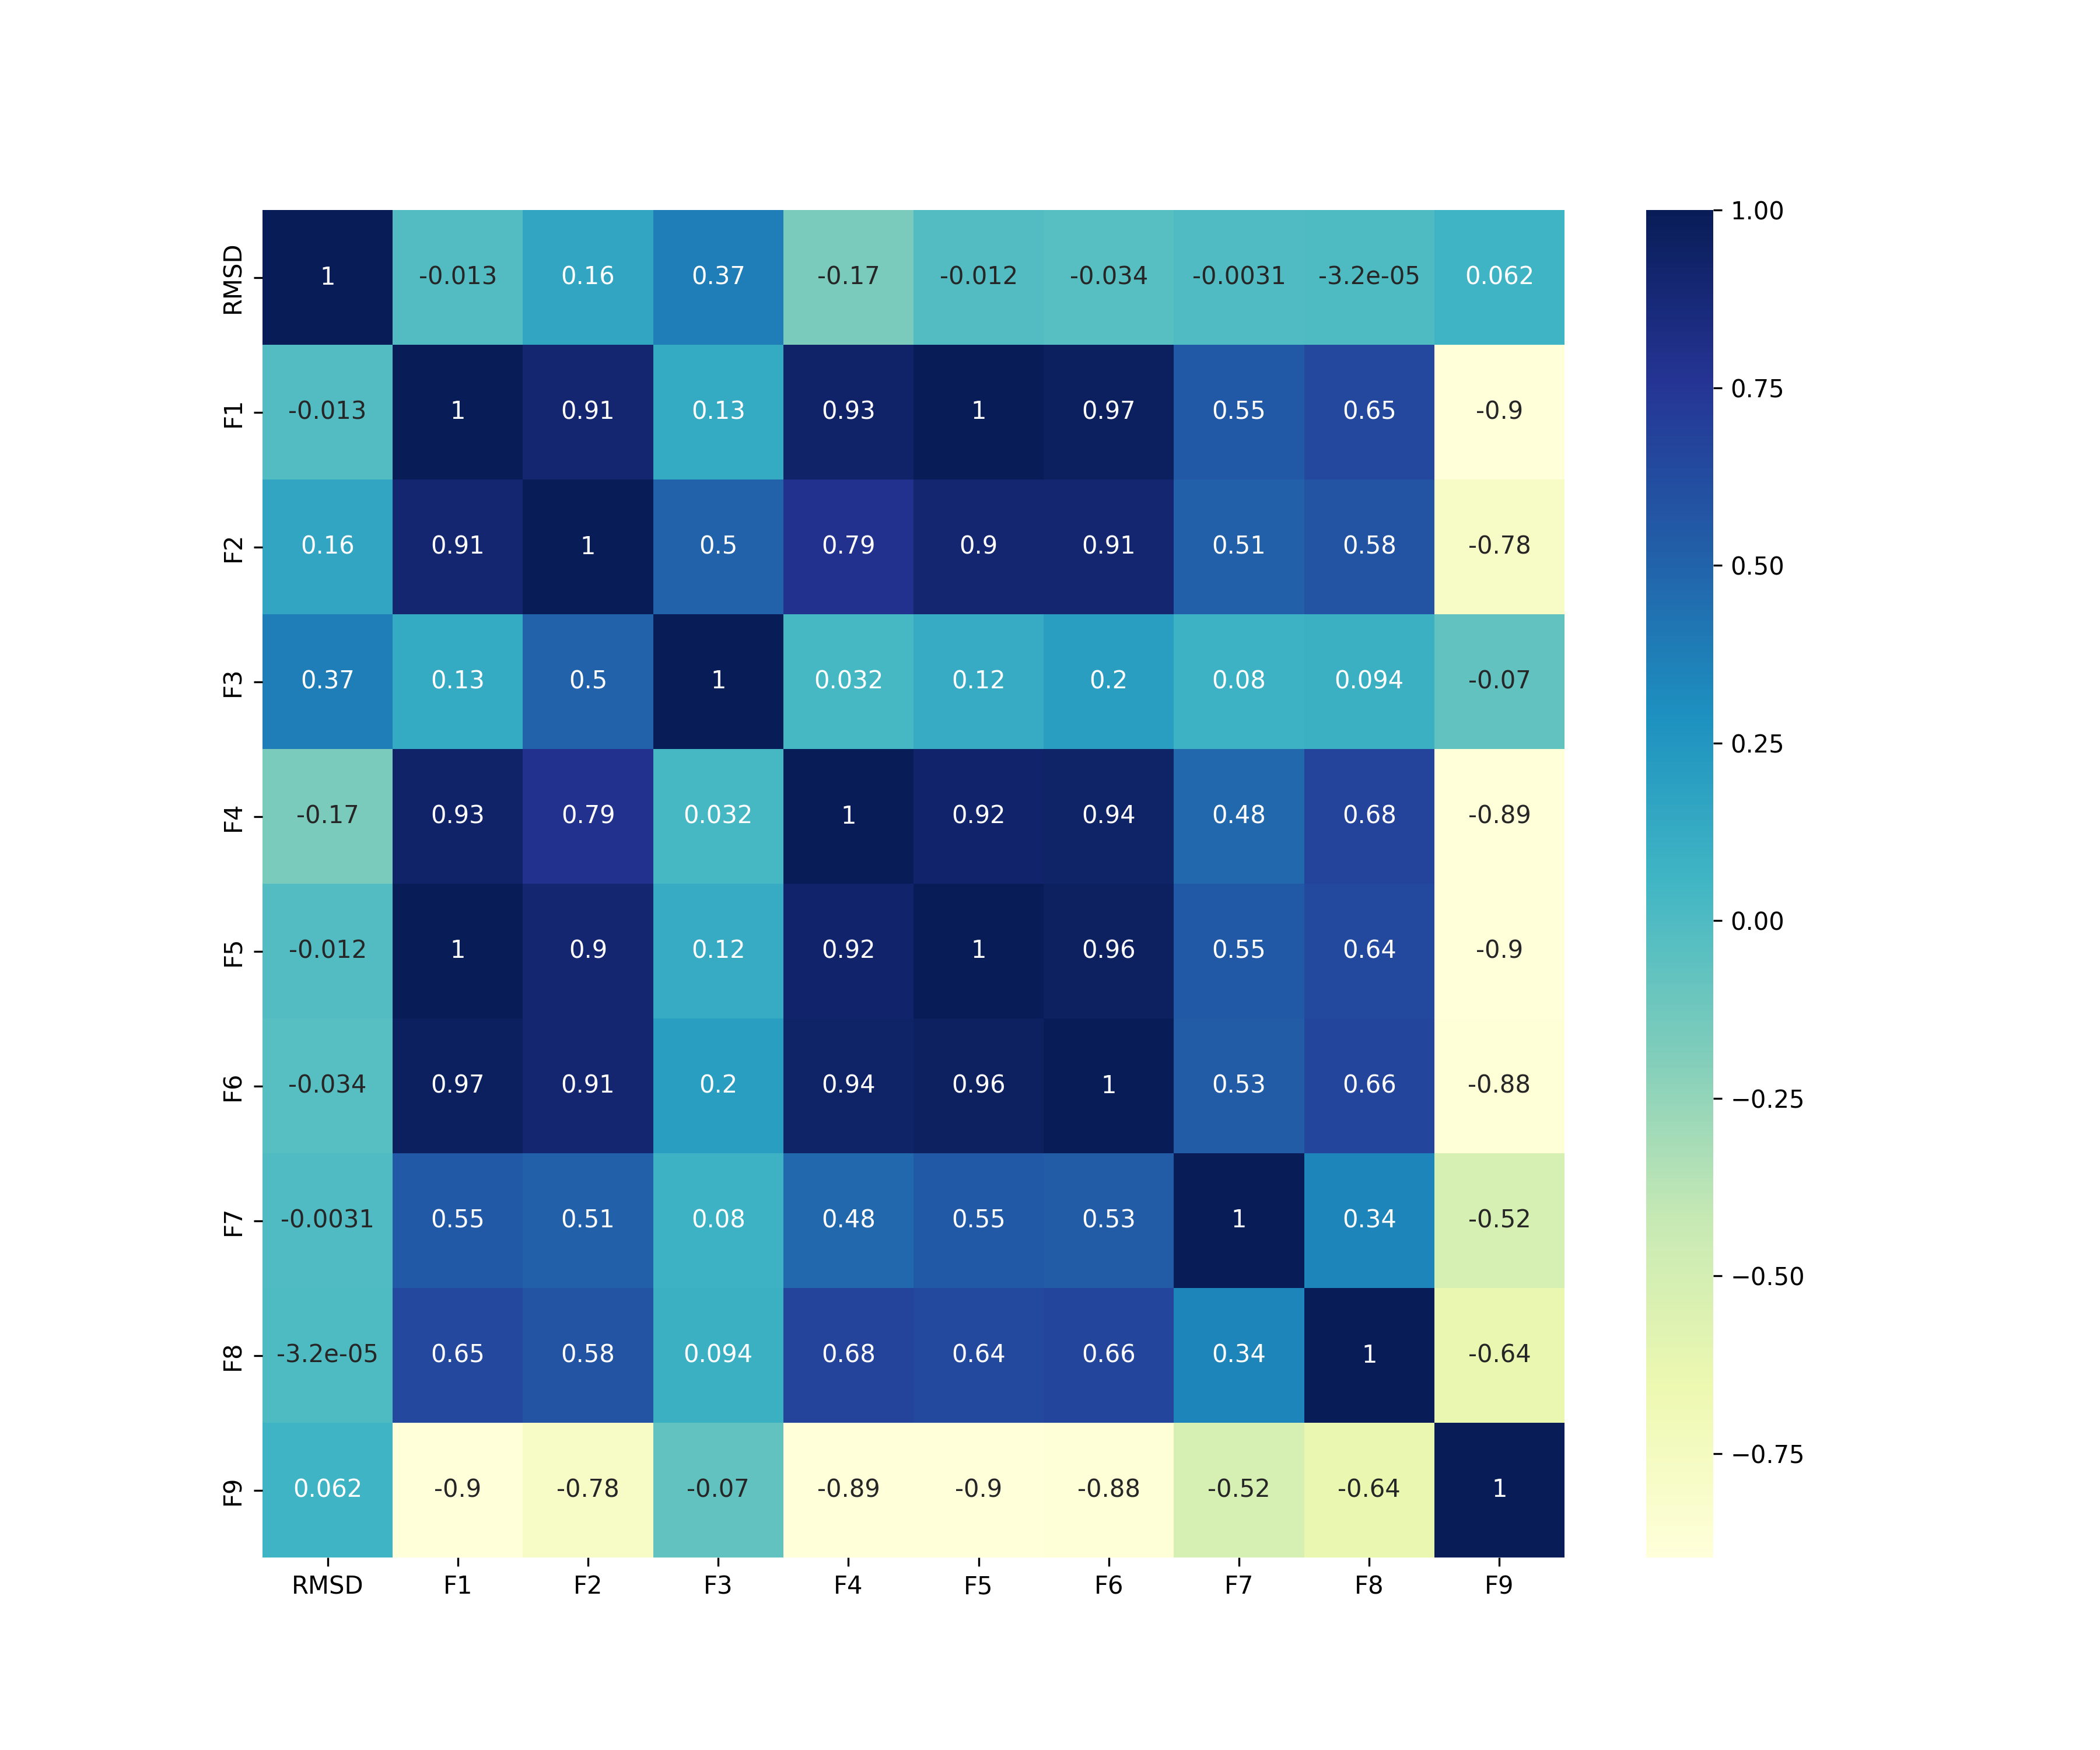 RMSD 1 -0.013 0.16 0.37 -0.17 -0.012 -0.034 -0.0031 -3.2e-05 0.062
F1 -0.013 1 0.91 0.13 0.93 1 0.97 0.55 0.65 -0.9
F2 0.16 0.91 1 0.5 0.79 0.9 0.91 0.51 0.58 -0.78
F3 0.37 0.13 0.5 1 0.032 0.12 0.2 0.08 0.094 -0.07
F4 -0.17 0.93 0.79 0.032 1 0.92 0.94 0.48 0.68 -0.89
F5 -0.012 1 0.9 0.12 0.92 1 0.96 0.55 0.64 -0.9
F6 -0.034 0.97 0.91 0.2 0.94 0.96 1 0.53 0.66 -0.88
F7 -0.0031 0.55 0.51 0.08 0.48 0.55 0.53 1 0.34 -0.52
F8 -3.2e-05 0.65 0.58 0.094 0.68 0.64 0.66 0.34 1 -0.64
F9 0.062 -0.9 -0.78 -0.07 -0.89 -0.9 -0.88 -0.52 -0.64 1
RMSD F1 F2 F3 F4 F5 F6 F7 F8 F9
1.00
0.75
0.50
0.25
0.00
−0.25
−0.50
−0.75